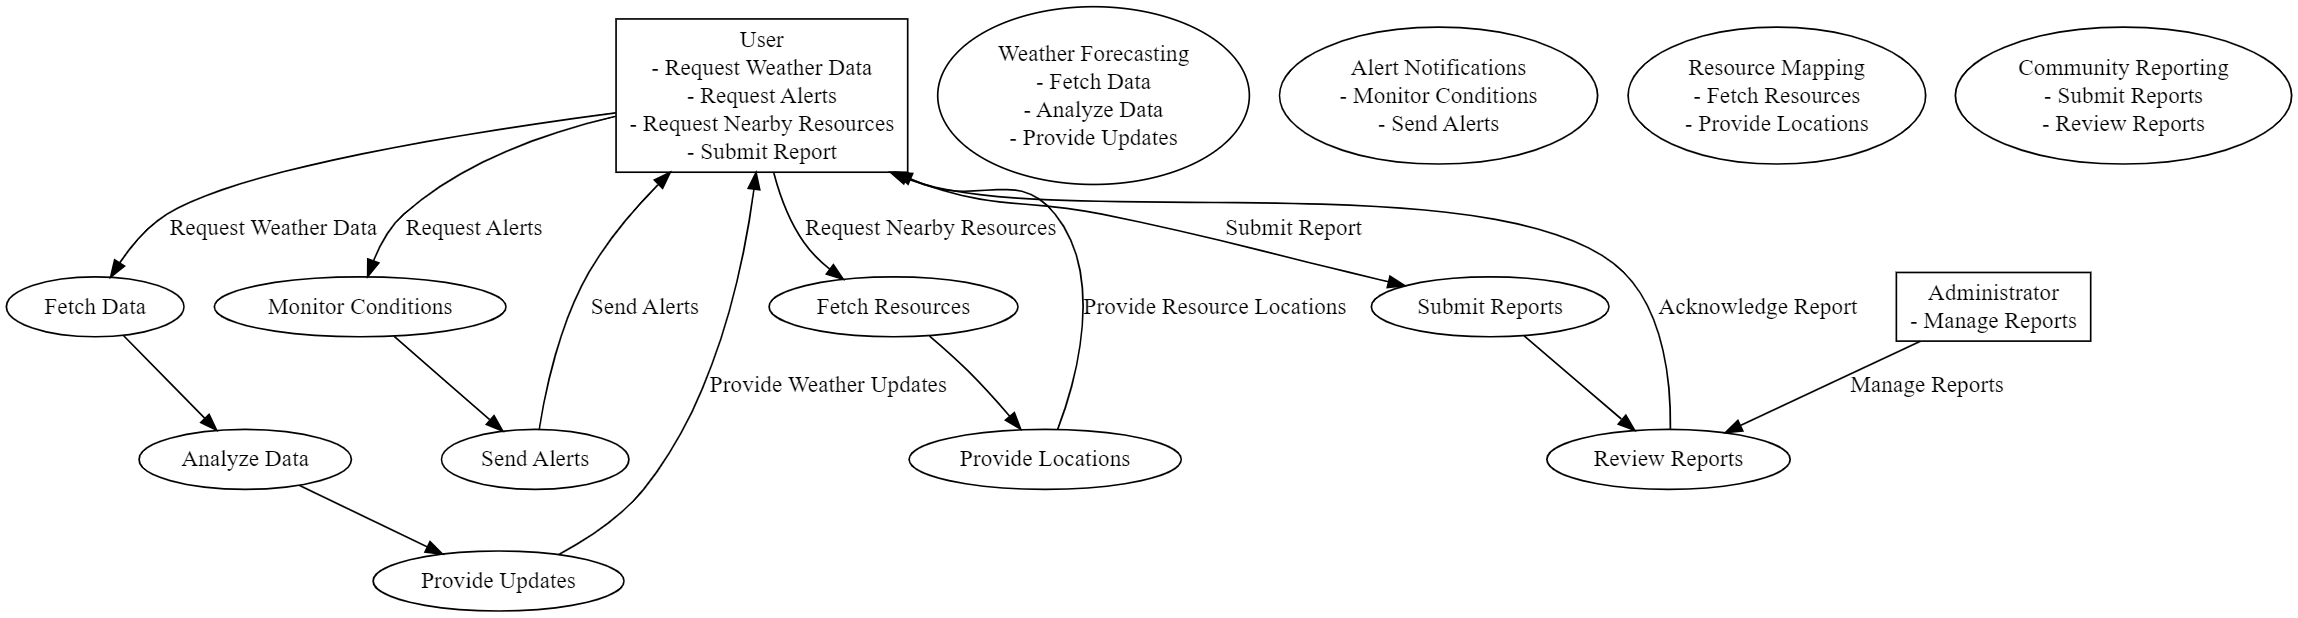 User
- Request Weather Data
- Request Alerts
- Request Nearby Resources
- Submit Report
Weather Forecasting
- Fetch Data
- Analyze Data
- Provide Updates
Alert Notifications
- Monitor Conditions
- Send Alerts
Resource Mapping
- Fetch Resources
- Provide Locations
Community Reporting
- Submit Reports
- Review Reports
Request Weather Data
Request Alerts
Request Nearby Resources
Submit Report
Fetch Data
Monitor Conditions
Send Alerts
Fetch Resources
Provide Resource Locations
Submit Reports
Acknowledge Report
Administrator
- Manage Reports
Provide Weather Updates
Manage Reports
Analyze Data
Send Alerts
Provide Locations
Review Reports
Provide Updates